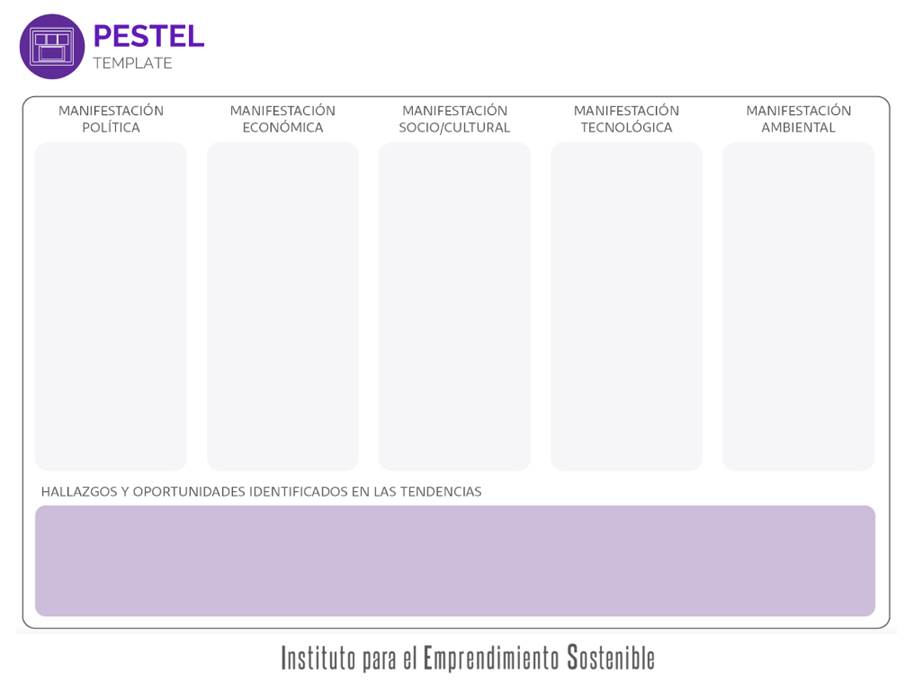 PESTEL
TEMPLATE
MANIFESTACIÓN
POLÍTICA
MANIFESTACIÓN
ECONÓMICA
MANIFESTACIÓN
SOCIO/CULTURAL
MANIFESTACIÓN
TECNOLÓGICA
MANIFESTACIÓN
AMBIENTAL
HALLAZGOS Y OPORTUNIDADES IDENTIFICADOS EN LAS TENDENCIAS
Instituto para el Emprendimiento Sostenible